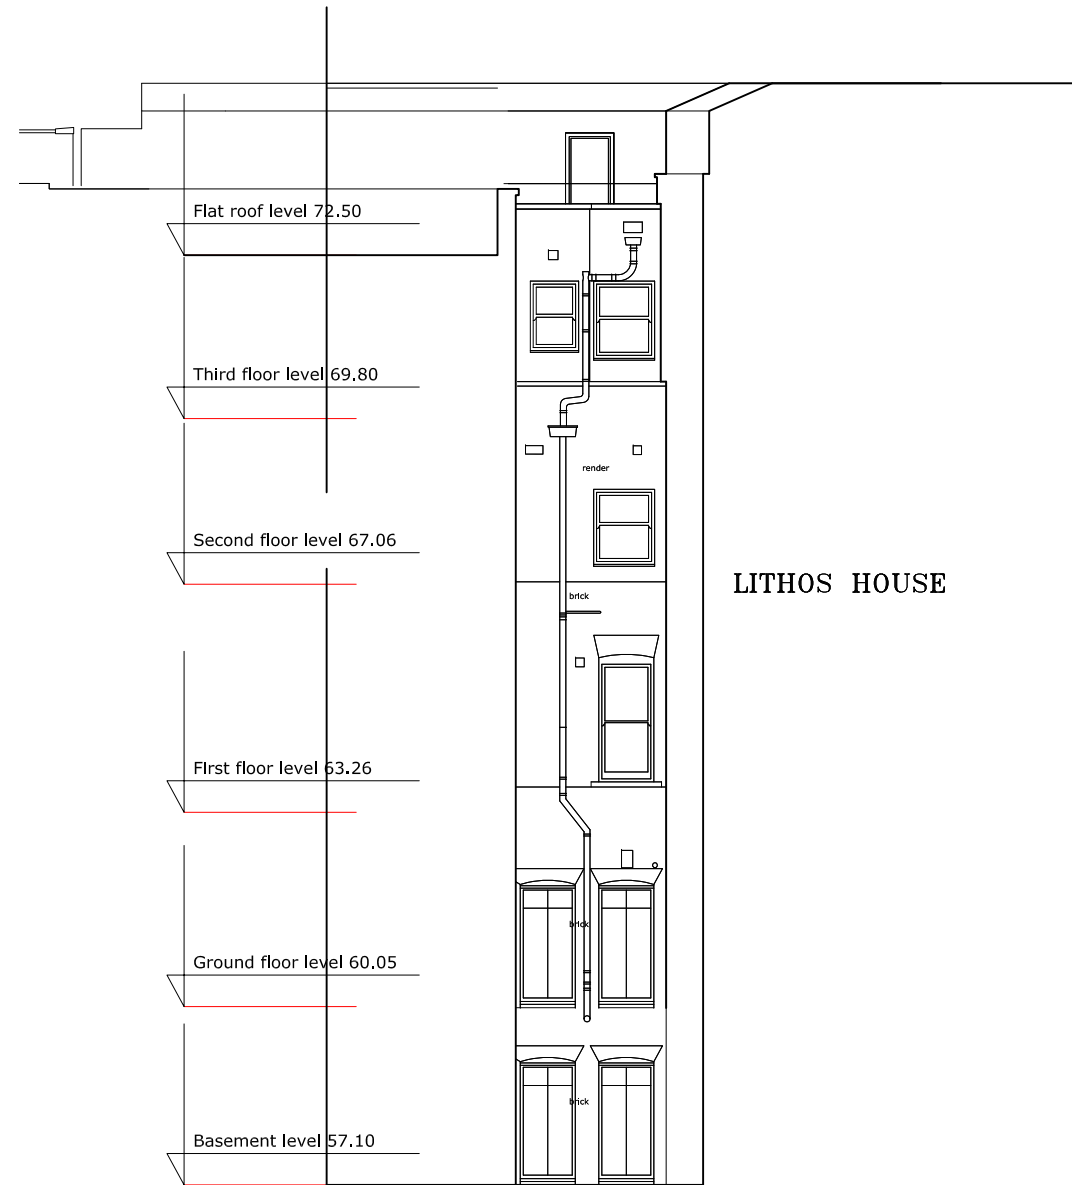 Flat roof level 72.50
Third floor level 69.80
render
Second floor level 67.06
LITHOS HOUSE
brick
FIrst floor level 63.26
brick
Ground floor level 60.05
brick
Basement level 57.10